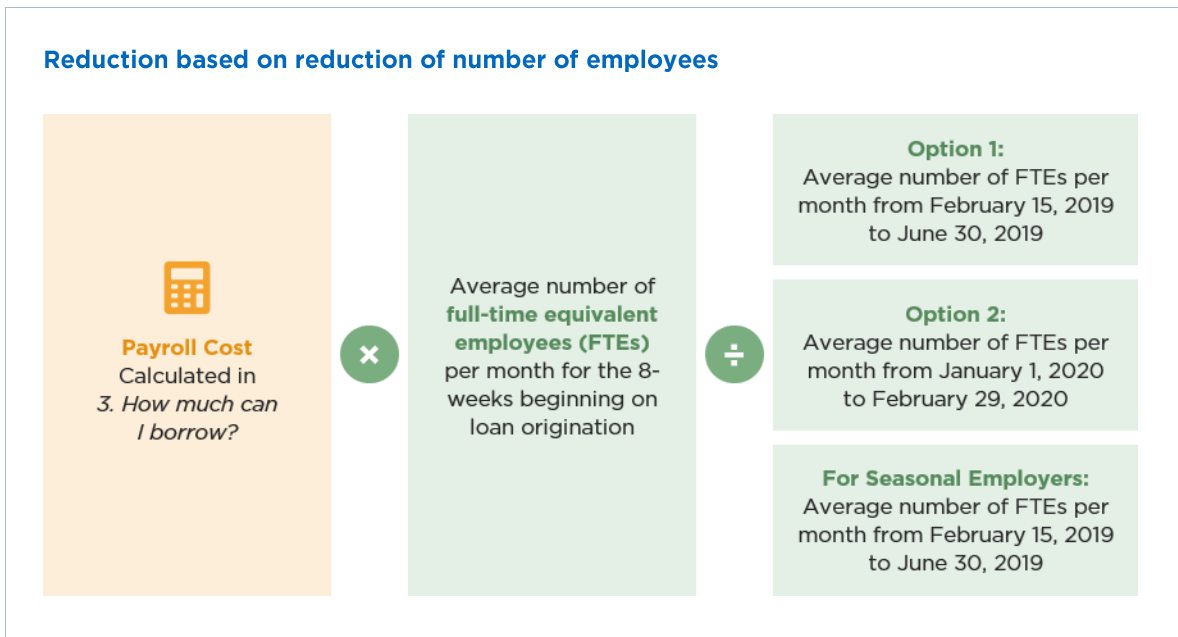 Reduction based on reduction of number of employees
Payroll Cost
Calculated in
3. How much can
I borrow?
×
Average number of
full-time equivalent
employees (FTEs)
per month for the 8-
weeks beginning on
loan origination
÷
Option 1:
Average number of FTEs per
month from February 15, 2019
to June 30, 2019
Option 2:
Average number of FTEs per
month from January 1, 2020
to February 29, 2020
For Seasonal Employers:
Average number of FTEs per
month from February 15, 2019
to June 30, 2019